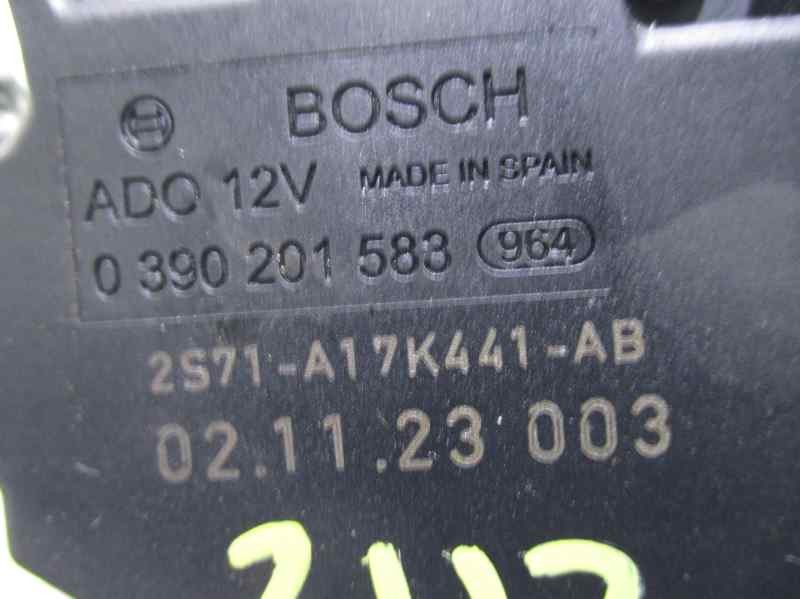 BOSCH
ADO 12V MADE IN SPAIN
0 390 201 583 964
2S71-A17K441-AB
02.11.23 003